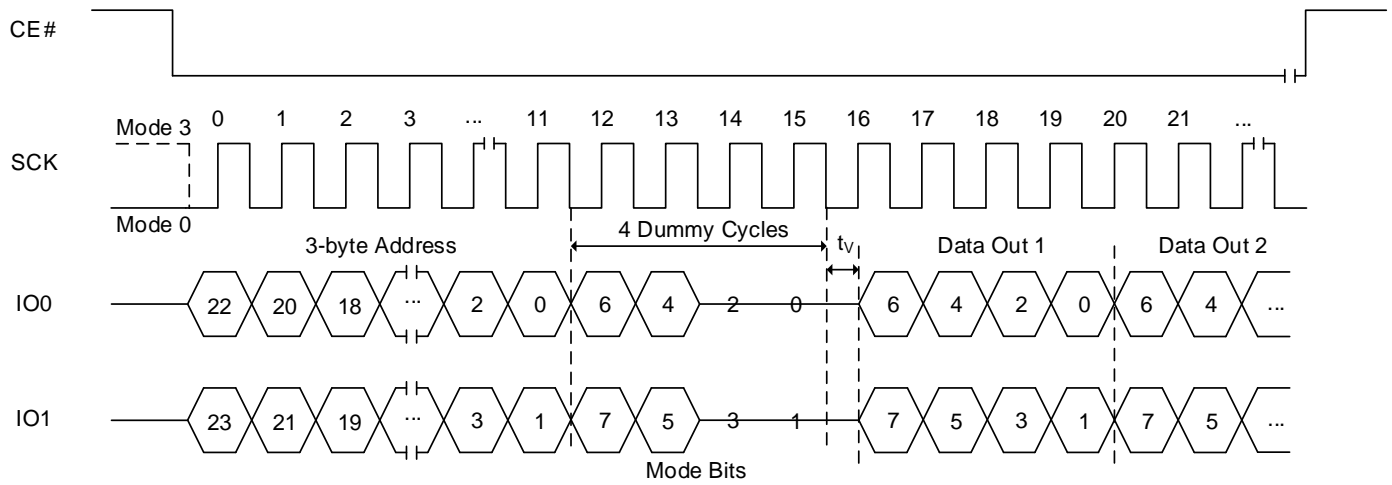 CE#
Mode 3 0 1 2 3 ... 11 12 13 14 15 16 17 18 19 20 21 ...
SCK
Mode 0
3-byte Address 4 Dummy Cycles tV Data Out 1 Data Out 2
IO0 22 20 18 ... 2 0 6 4 2 0 6 4 2 0 6 4 ...
IO1 23 21 19 ... 3 1 7 5 3 1 7 5 3 1 7 5 ...
Mode Bits